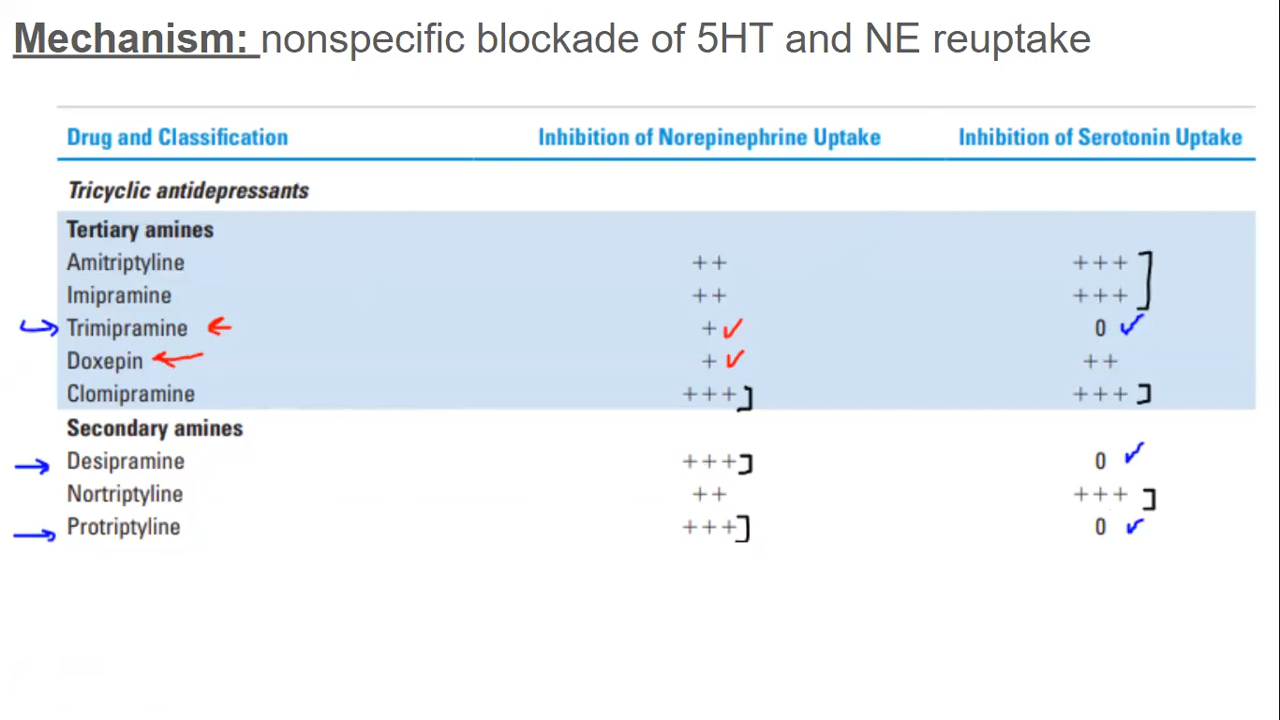 Mechanism: nonspecific blockade of 5HT and NE reuptake
Drug and Classification Inhibition of Norepinephrine Uptake Inhibition of Serotonin Uptake
Tricyclic antidepressants
Tertiary amines
Amitriptyline ++ +++
Imipramine ++ +++
Trimipramine + 0
Doxepin + ++
Clomipramine +++ +++
Secondary amines
Desipramine +++ 0
Nortriptyline ++ +++
Protriptyline +++ 0